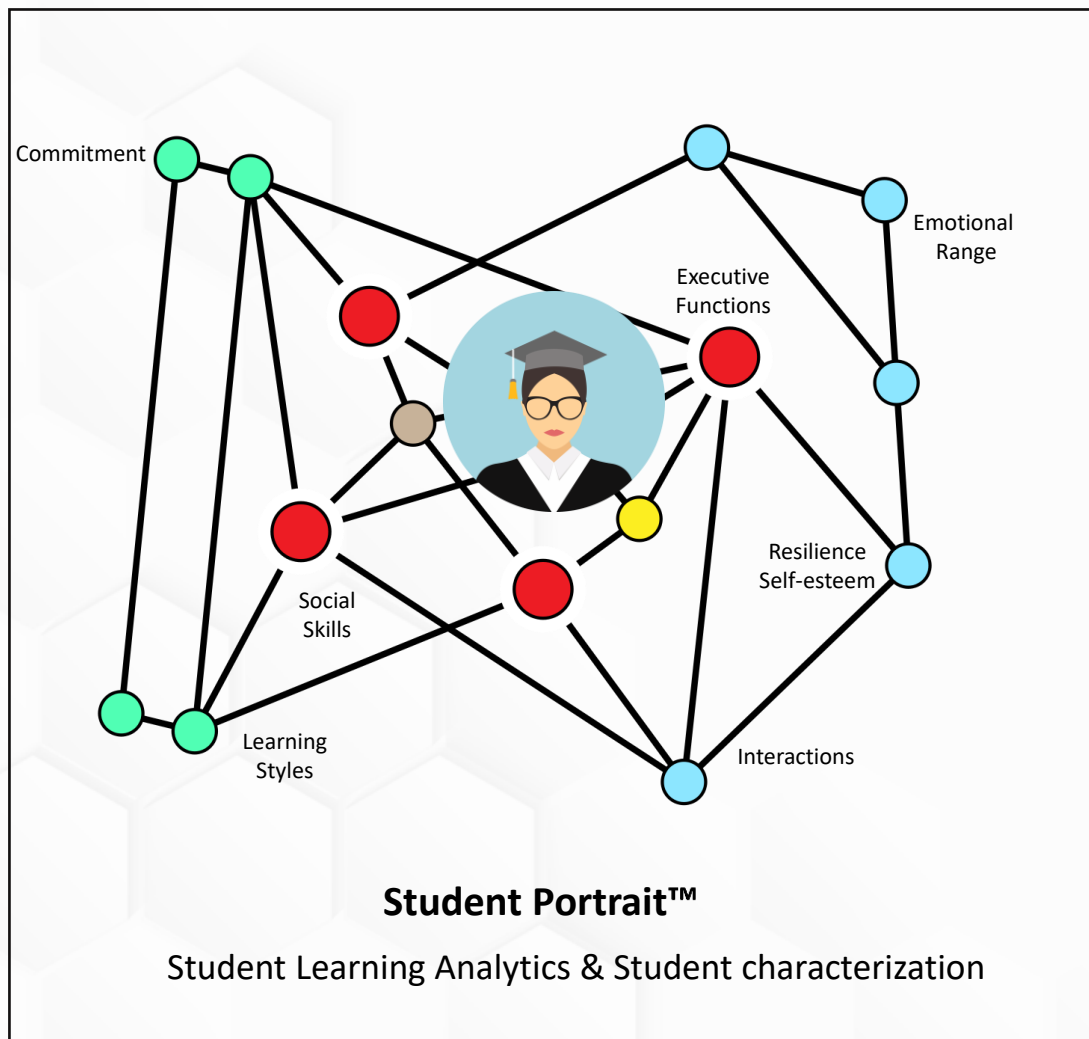 Commitment
Emotional
Range
Executive
Functions
Resilience
Self-esteem
Social
Skills
Learning
Styles
Interactions
Student Portrait™
Student Learning Analytics & Student characterization